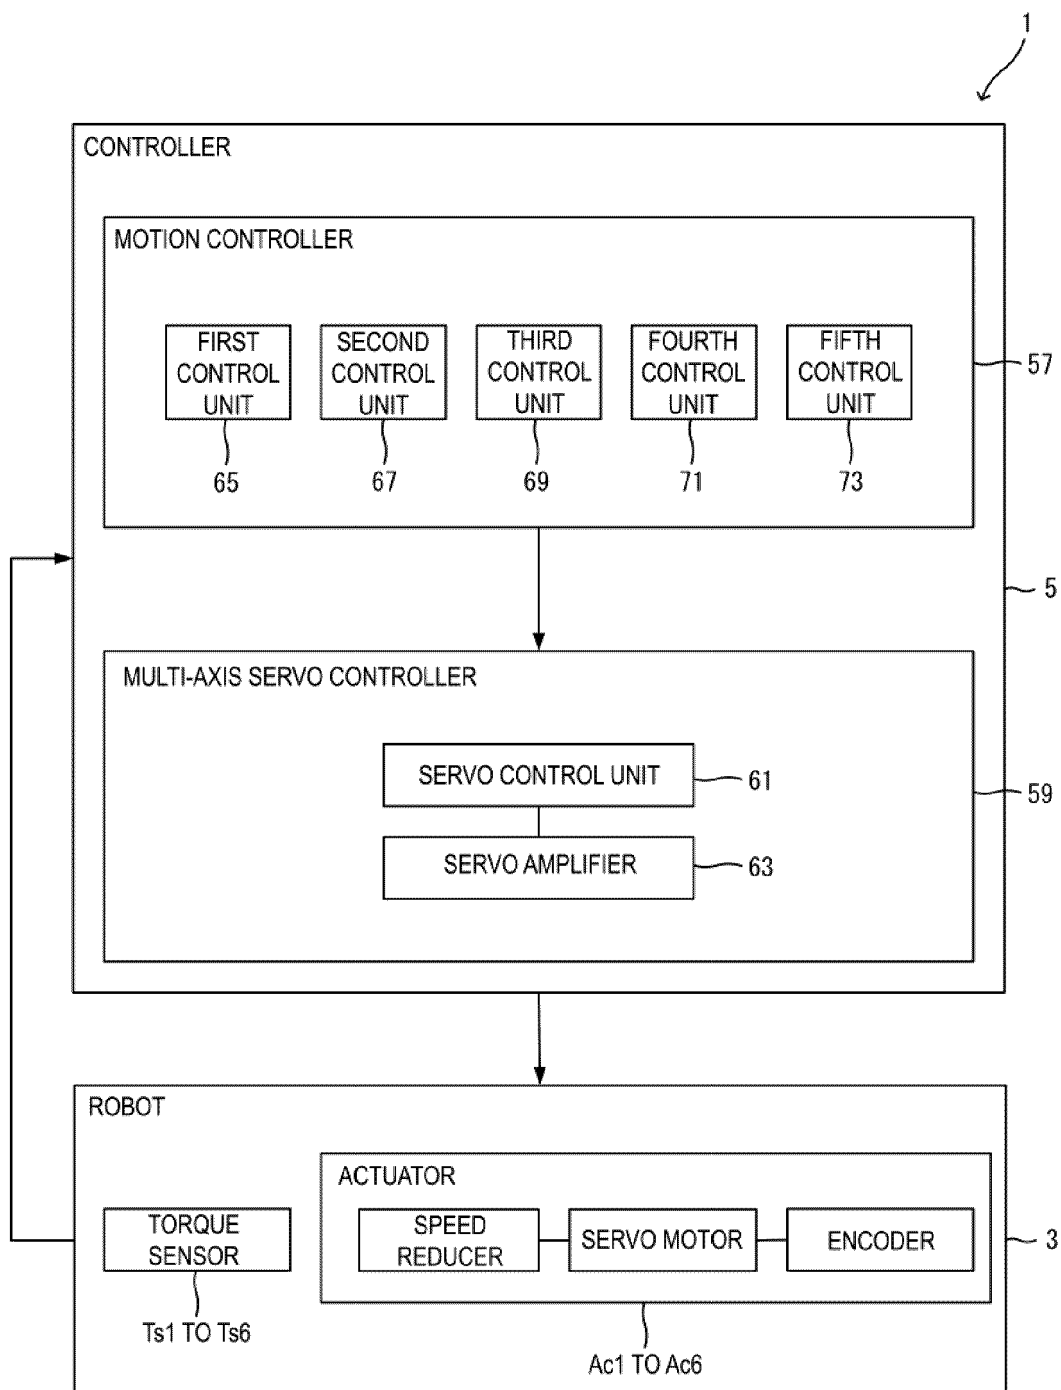 1
CONTROLLER
MOTION CONTROLLER
FIRST
CONTROL
UNIT
SECOND
CONTROL
UNIT
THIRD
CONTROL
UNIT
FOURTH
CONTROL
UNIT
FIFTH
CONTROL
UNIT
57
65
67
69
71
73
5
MULTI-AXIS SERVO CONTROLLER
SERVO CONTROL UNIT
61
59
SERVO AMPLIFIER
63
ROBOT
ACTUATOR
TORQUE
SENSOR
SPEED
REDUCER
SERVO MOTOR
ENCODER
3
Ts1 TO Ts6
Ac1 TO Ac6